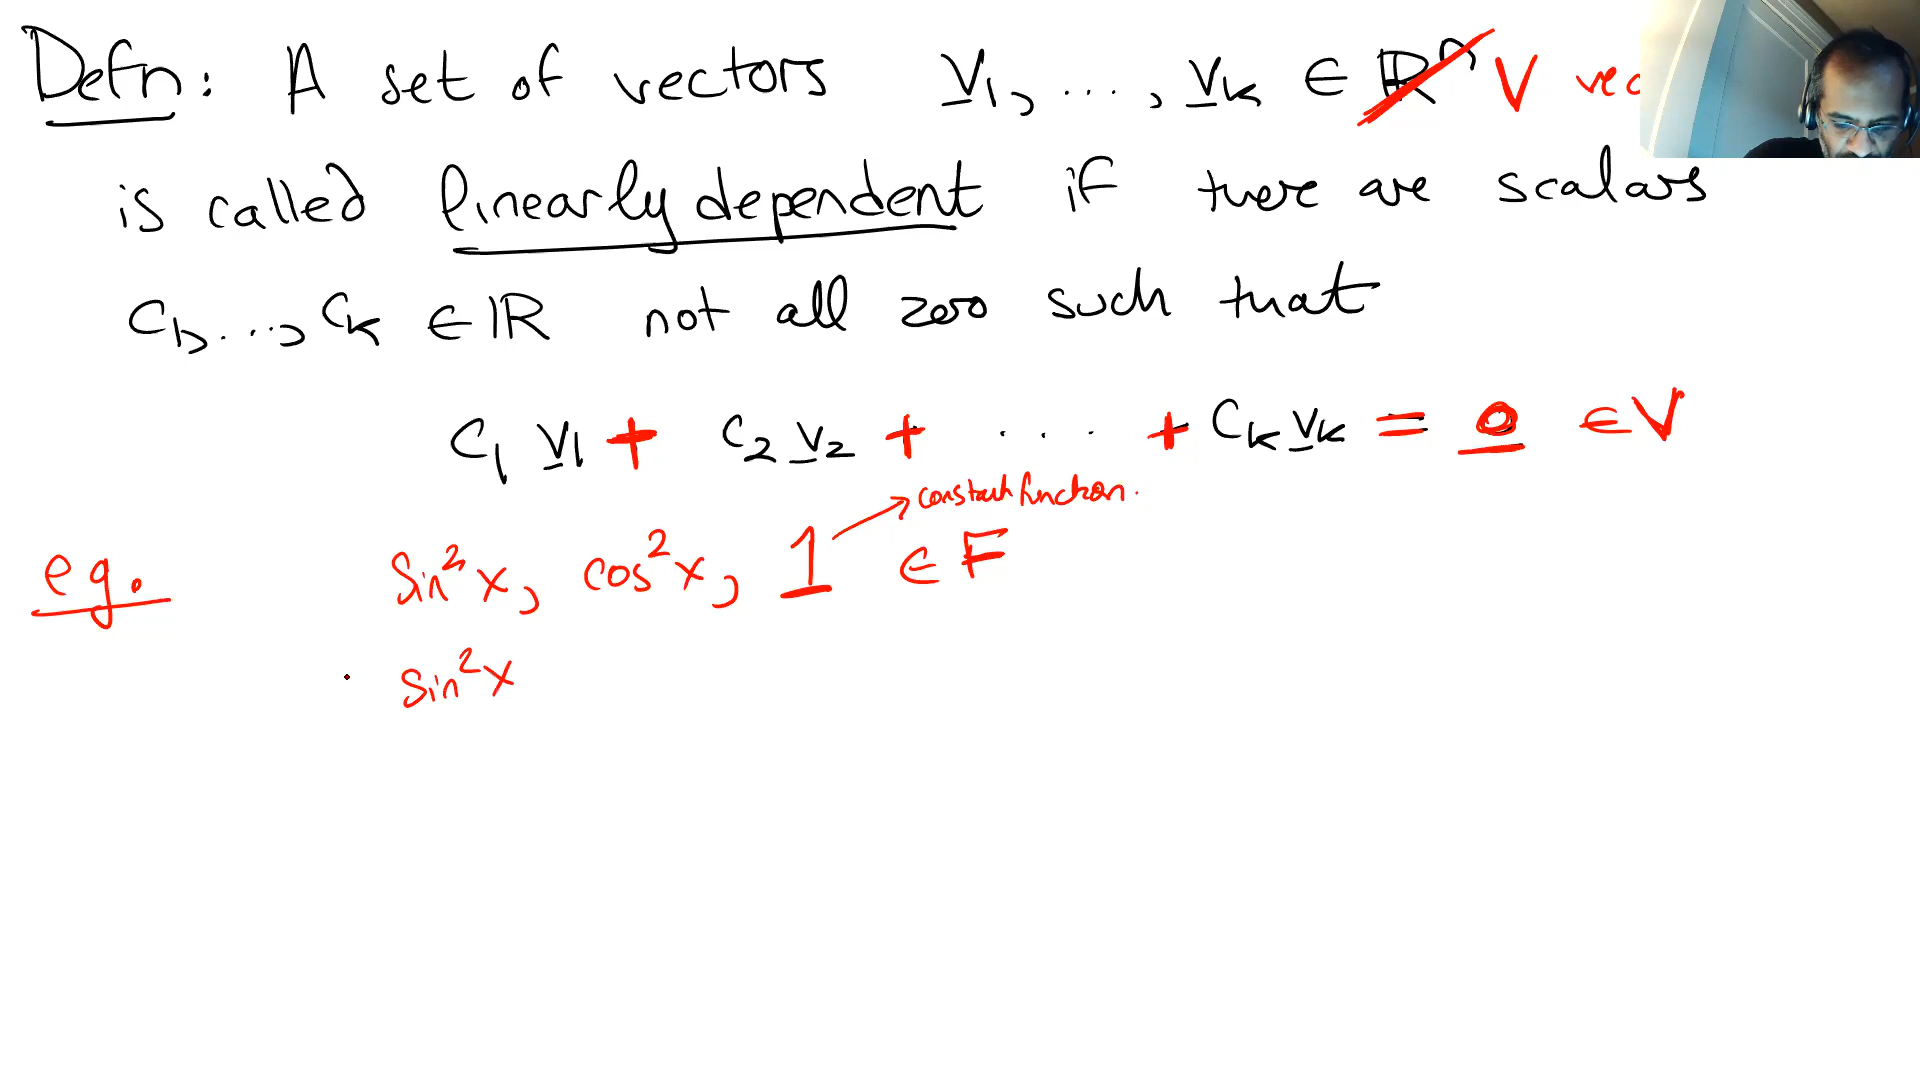 Defn: A set of vectors v1, ..., vk ∈ ℝⁿ V vec
is called linearly dependent if there are scalars
c1, ..., ck ∈ ℝ not all zero such that
c1 v1 + c2 v2 + ... + ck vk = 0 ∈ V
constant function.
eg. sin²x, cos²x, 1 ∈ F
sin²x